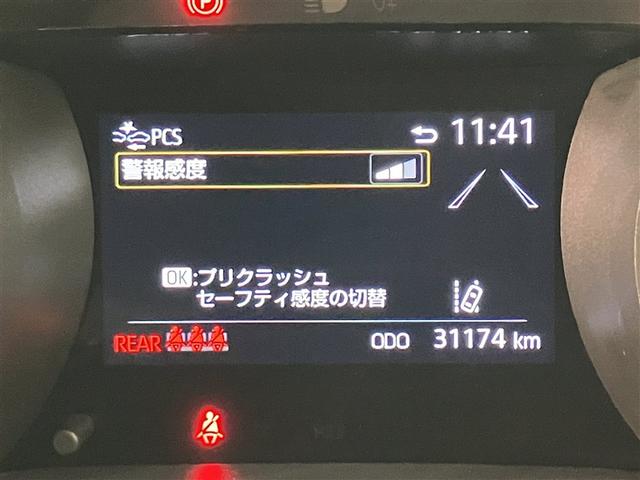 P
PCS
11:41
警報感度
OK:プリクラッシュ
セーフティ感度の切替
REAR
ODO 31174 km